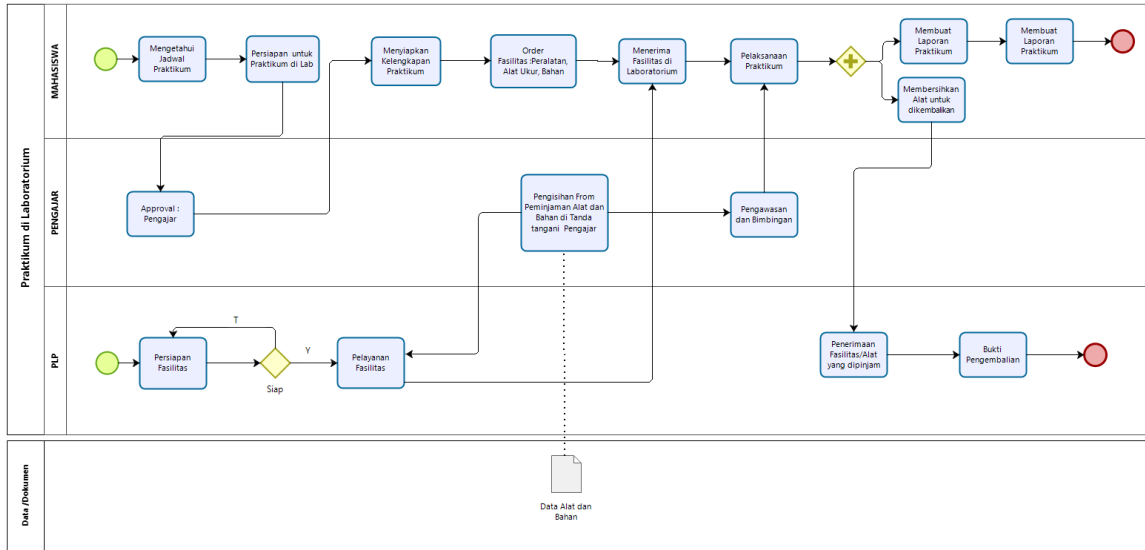 Praktikum di Laboratorium
MAHASISWA
Mengetahui
Jadwal
Praktikum
Persiapan untuk
Praktikum di Lab
Menyiapkan
Kelengkapan
Praktikum
Order
Fasilitas :Peralatan,
Alat Ukur, Bahan
Menerima
Fasilitas di
Laboratorium
Pelaksanaan
Praktikum
Membuat
Laporan
Praktikum
Membuat
Laporan
Praktikum
Membersihkan
Alat untuk
dikembalikan
PENGAJAR
Approval :
Pengajar
Pengisihan From
Peminjaman Alat dan
Bahan di Tanda
tangani Pengajar
Pengawasan
dan Bimbingan
PLP
Persiapan
Fasilitas
T
Siap
Y
Pelayanan
Fasilitas
Penerimaan
Fasilitas/Alat
yang dipinjam
Bukti
Pengembalian
Data /Dokumen
Data Alat dan
Bahan